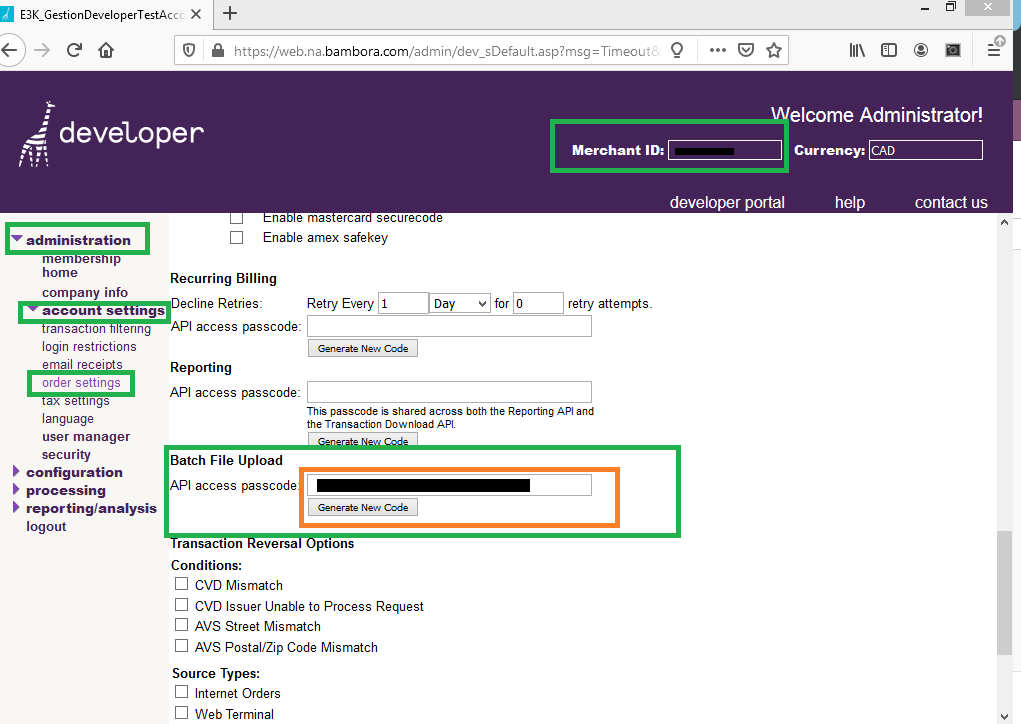 E3K_GestionDeveloperTestAcco
https://web.na.bambora.com/admin/dev_sDefault.asp?msg=Timeout&
developer
Welcome Administrator!
Merchant ID:
Currency: CAD
developer portal help contact us
administration
membership
home
company info
account settings
transaction filtering
login restrictions
email receipts
order settings
tax settings
language
user manager
security
configuration
processing
reporting/analysis
logout
Enable mastercard securecode
Enable amex safekey
Recurring Billing
Decline Retries: Retry Every 1 Day for 0 retry attempts.
API access passcode:
Generate New Code
Reporting
API access passcode:
This passcode is shared across both the Reporting API and
the Transaction Download API.
Generate New Code
Batch File Upload
API access passcode:
Generate New Code
Transaction Reversal Options
Conditions:
CVD Mismatch
CVD Issuer Unable to Process Request
AVS Street Mismatch
AVS Postal/Zip Code Mismatch
Source Types:
Internet Orders
Web Terminal